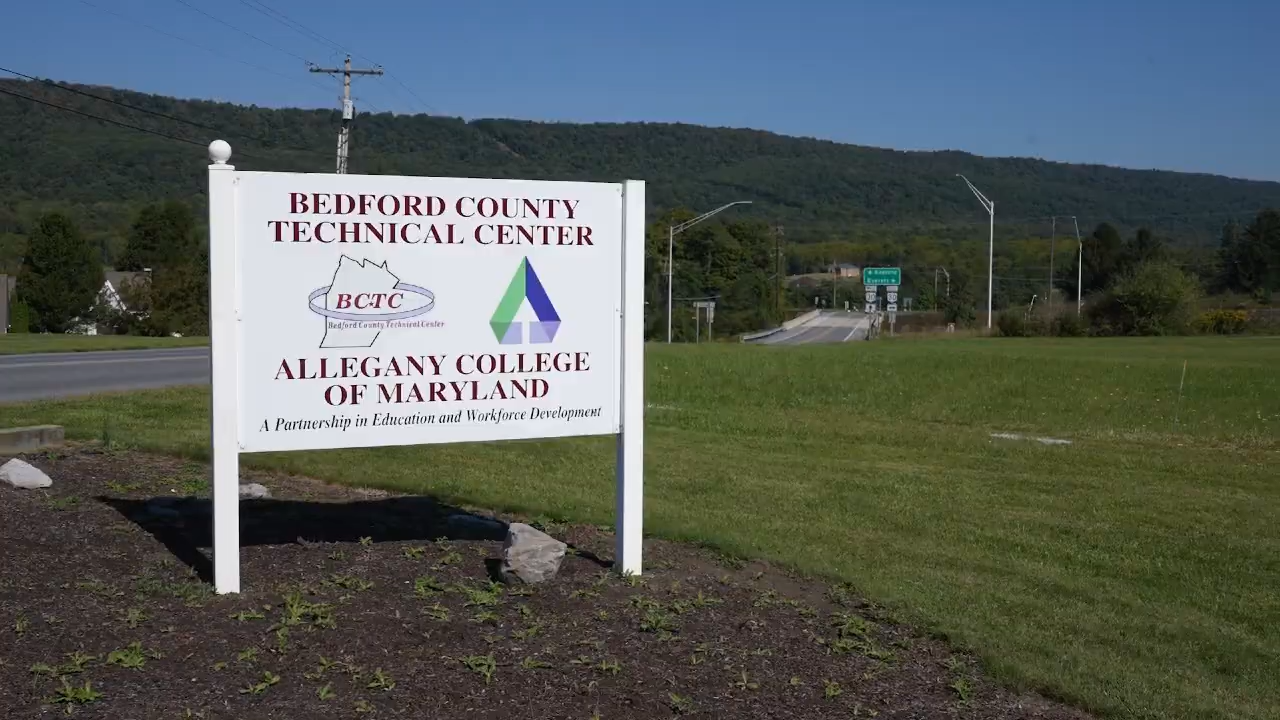 BEDFORD COUNTY
TECHNICAL CENTER
BCTC
Bedford County Technical Center
ALLEGANY COLLEGE
OF MARYLAND
A Partnership in Education and Workforce Development
Everett